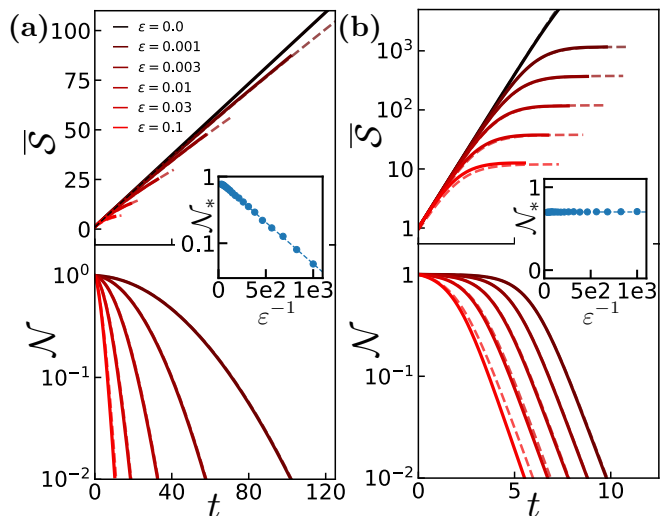 (a)
100
75
50
25
0
S̅
ε = 0.0
ε = 0.001
ε = 0.003
ε = 0.01
ε = 0.03
ε = 0.1
1
0.1
𝒩*
0
5e2
1e3
ε⁻¹
10⁰
10⁻¹
10⁻²
𝒩
0
40
80
120
t
(b)
10³
10²
10
1
S̅
1
0
𝒩*
0
5e2
1e3
ε⁻¹
1
10⁻¹
10⁻²
𝒩
0
5
10
t